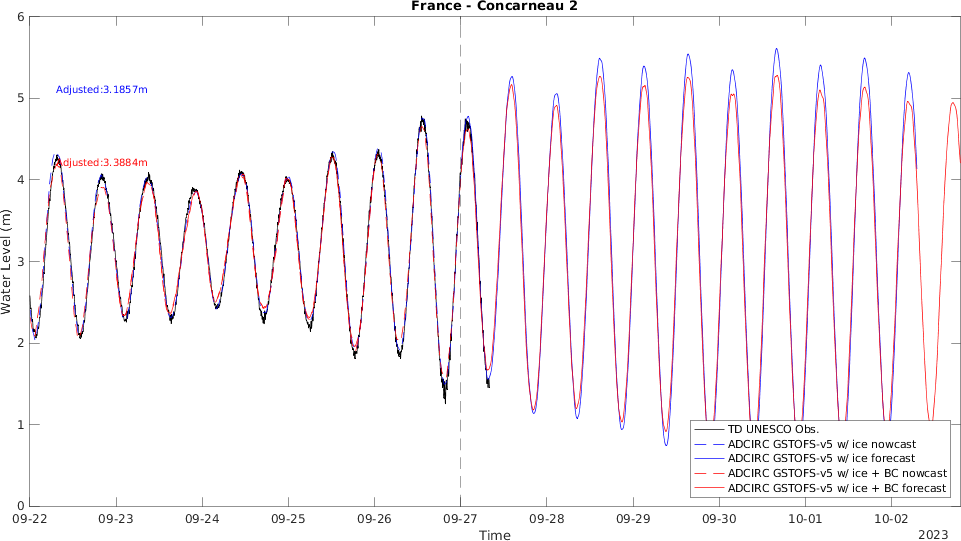 France - Concarneau 2
6
5
4
3
2
1
0
Water Level (m)
Adjusted:3.1857m
Adjusted:3.3884m
TD UNESCO Obs.
ADCIRC GSTOFS-v5 w/ ice nowcast
ADCIRC GSTOFS-v5 w/ ice forecast
ADCIRC GSTOFS-v5 w/ ice + BC nowcast
ADCIRC GSTOFS-v5 w/ ice + BC forecast
09-22 09-23 09-24 09-25 09-26 09-27 09-28 09-29 09-30 10-01 10-02
Time
2023